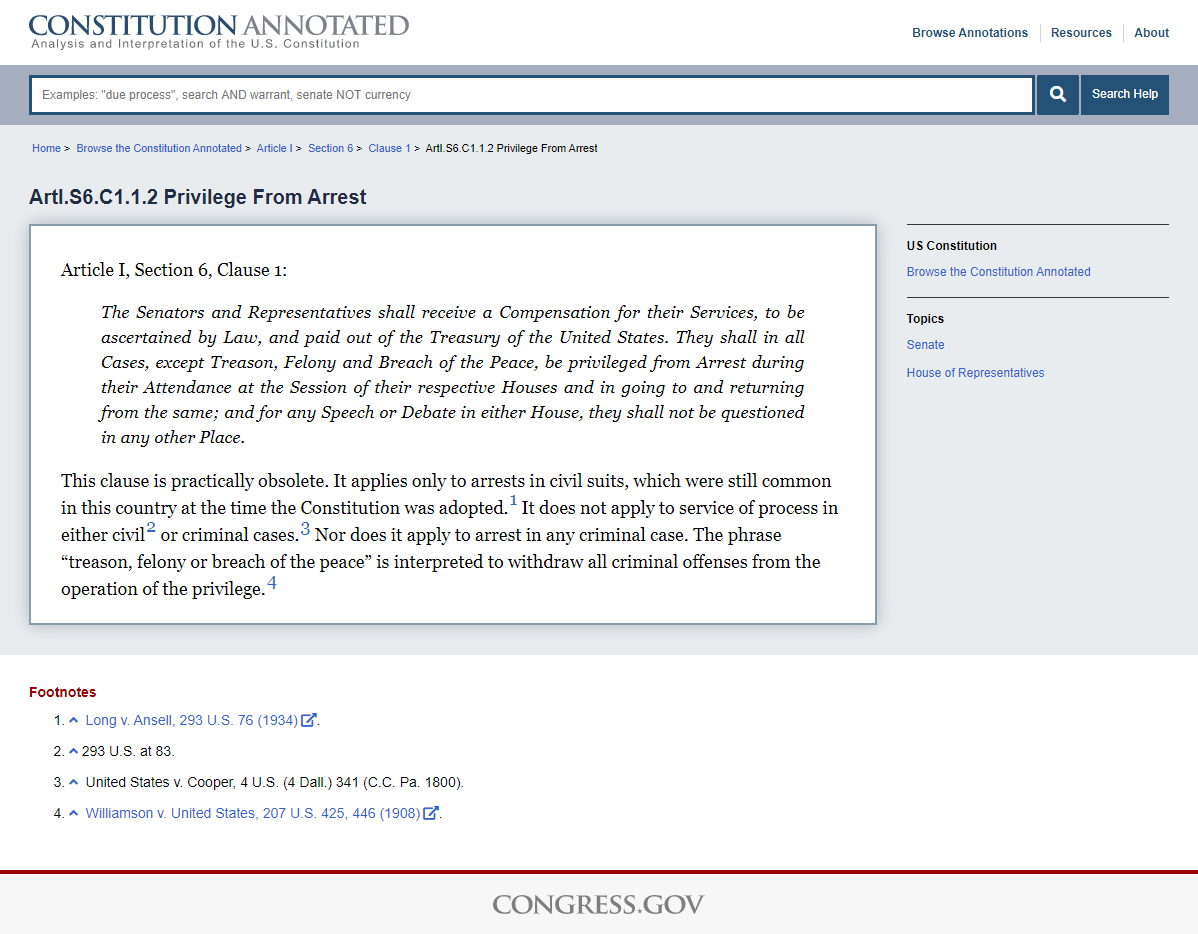 CONSTITUTION ANNOTATED
Analysis and Interpretation of the U.S. Constitution
Browse Annotations
Resources
About
Examples: "due process", search AND warrant, senate NOT currency
Search Help
Home > Browse the Constitution Annotated > Article I > Section 6 > Clause 1 > ArtI.S6.C1.1.2 Privilege From Arrest
ArtI.S6.C1.1.2 Privilege From Arrest
Article I, Section 6, Clause 1:
The Senators and Representatives shall receive a Compensation for their Services, to be
ascertained by Law, and paid out of the Treasury of the United States. They shall in all
Cases, except Treason, Felony and Breach of the Peace, be privileged from Arrest during
their Attendance at the Session of their respective Houses and in going to and returning
from the same; and for any Speech or Debate in either House, they shall not be questioned
in any other Place.
This clause is practically obsolete. It applies only to arrests in civil suits, which were still common
in this country at the time the Constitution was adopted.1 It does not apply to service of process in
either civil2 or criminal cases.3 Nor does it apply to arrest in any criminal case. The phrase
“treason, felony or breach of the peace” is interpreted to withdraw all criminal offenses from the
operation of the privilege.4
US Constitution
Browse the Constitution Annotated
Topics
Senate
House of Representatives
Footnotes
1. ^ Long v. Ansell, 293 U.S. 76 (1934).
2. ^ 293 U.S. at 83.
3. ^ United States v. Cooper, 4 U.S. (4 Dall.) 341 (C.C. Pa. 1800).
4. ^ Williamson v. United States, 207 U.S. 425, 446 (1908).
CONGRESS.GOV